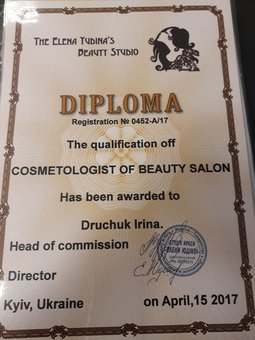 The Elena Yudina's
Beauty Studio
DIPLOMA
Registration № 0452-A/17
The qualification off
COSMETOLOGIST OF BEAUTY SALON
Has been awarded to
Druchuk Irina.
Head of commission
Director
Kyiv, Ukraine on April,15 2017